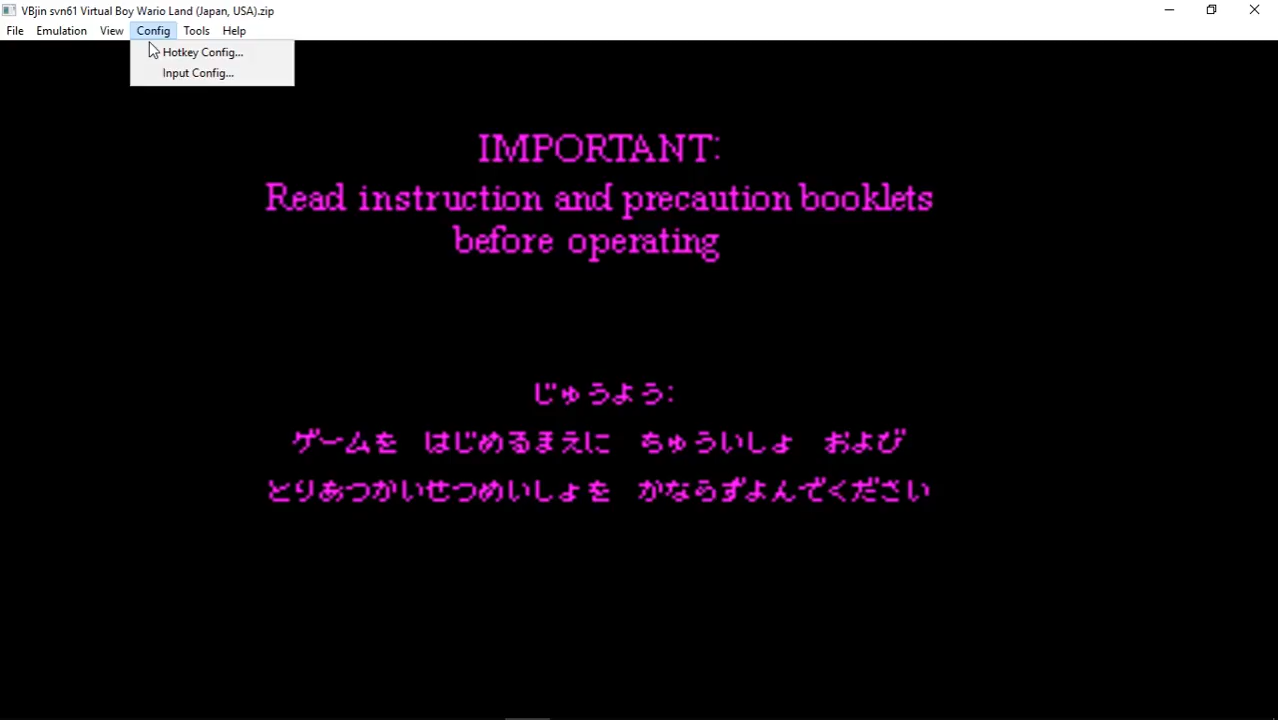 VBjin svn61 Virtual Boy Wario Land (Japan, USA).zip
File Emulation View Config Tools Help
Hotkey Config...
Input Config...
IMPORTANT:
Read instruction and precaution booklets
before operating
じゅうよう:
ゲームを はじめるまえに ちゅういしょ および
とりあつかいせつめいしょを かならずよんでください